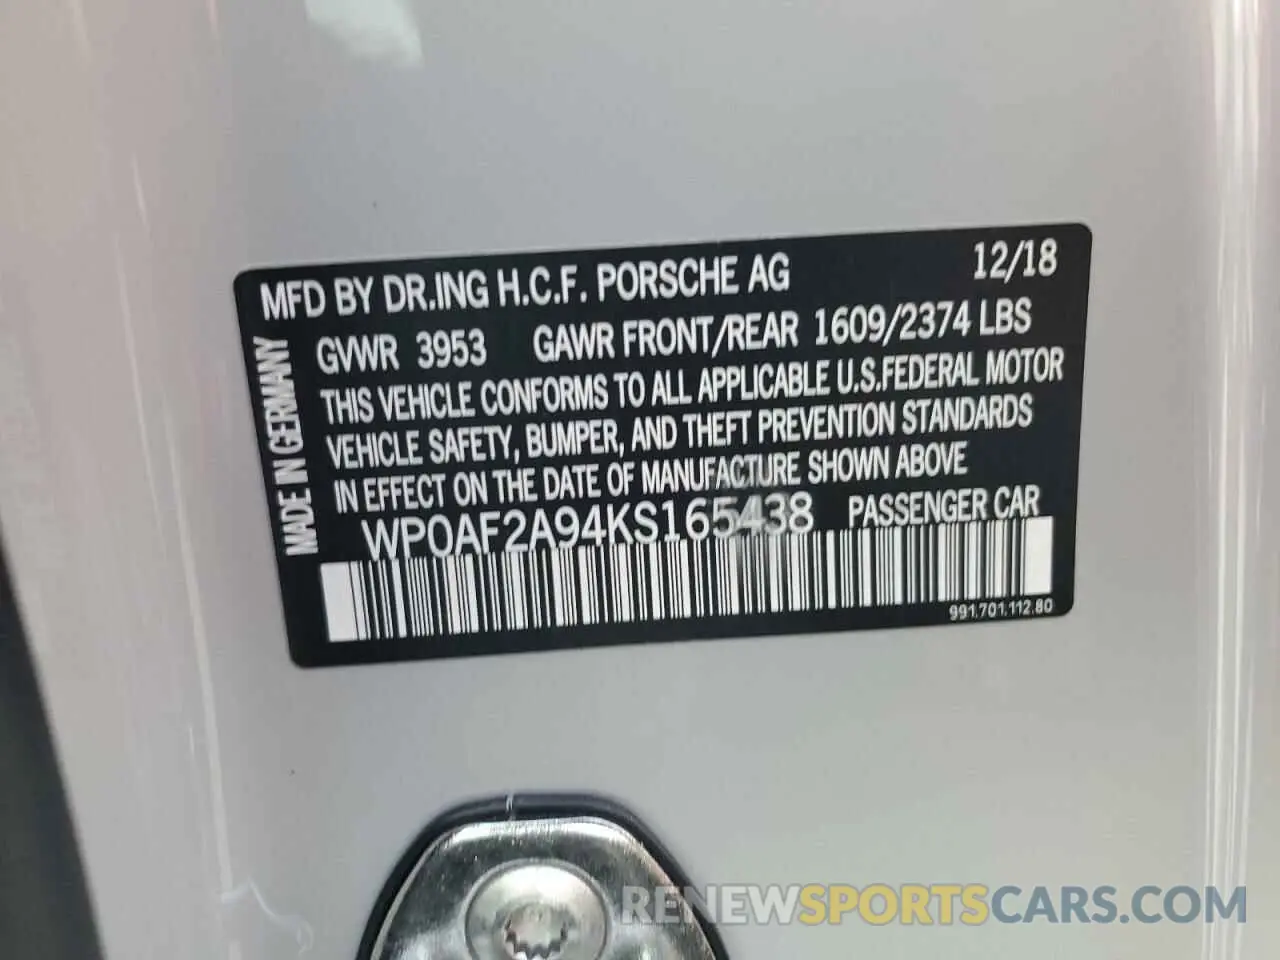 MFD BY DR.ING H.C.F. PORSCHE AG 12/18
GVWR 3953 GAWR FRONT/REAR 1609/2374 LBS
THIS VEHICLE CONFORMS TO ALL APPLICABLE U.S.FEDERAL MOTOR
VEHICLE SAFETY, BUMPER, AND THEFT PREVENTION STANDARDS
IN EFFECT ON THE DATE OF MANUFACTURE SHOWN ABOVE
WP0AF2A94KS165438 PASSENGER CAR
991.701.112.80
MADE IN GERMANY
RENEWSPORTSCARS.COM